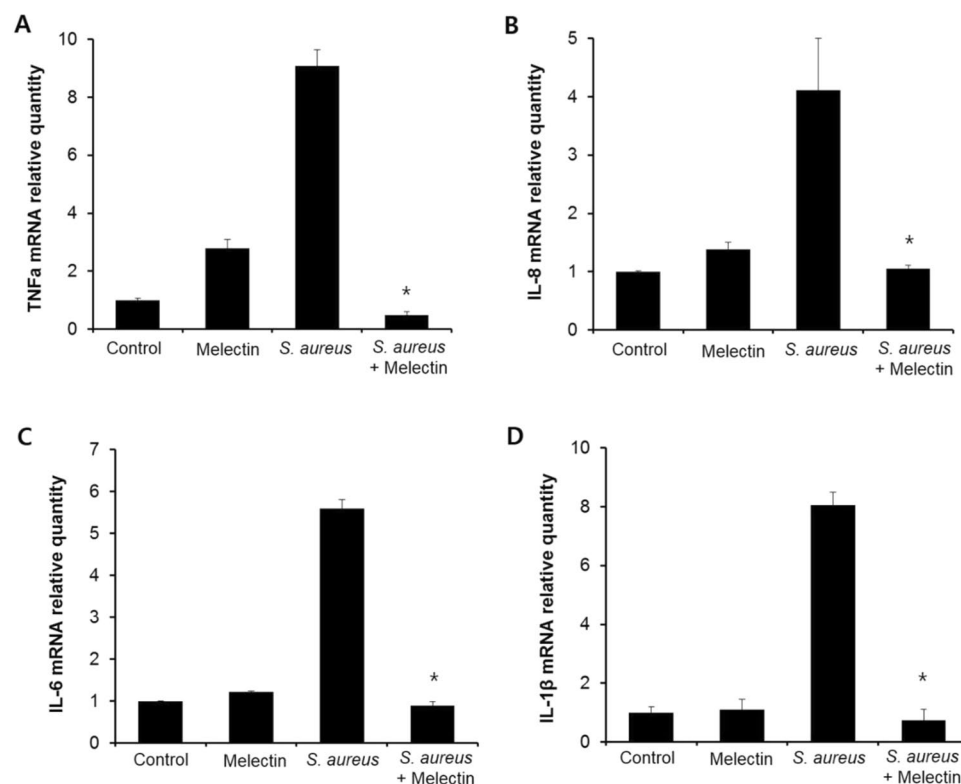 A
TNFa mRNA relative quantity
10
8
6
4
2
0
Control Melectin S. aureus S. aureus
+ Melectin
*
B
IL-8 mRNA relative quantity
5
4
3
2
1
0
Control Melectin S. aureus S. aureus
+ Melectin
*
C
IL-6 mRNA relative quantity
7
6
5
4
3
2
1
0
Control Melectin S. aureus S. aureus
+ Melectin
*
D
IL-1β mRNA relative quantity
10
8
6
4
2
0
Control Melectin S. aureus S. aureus
+ Melectin
*